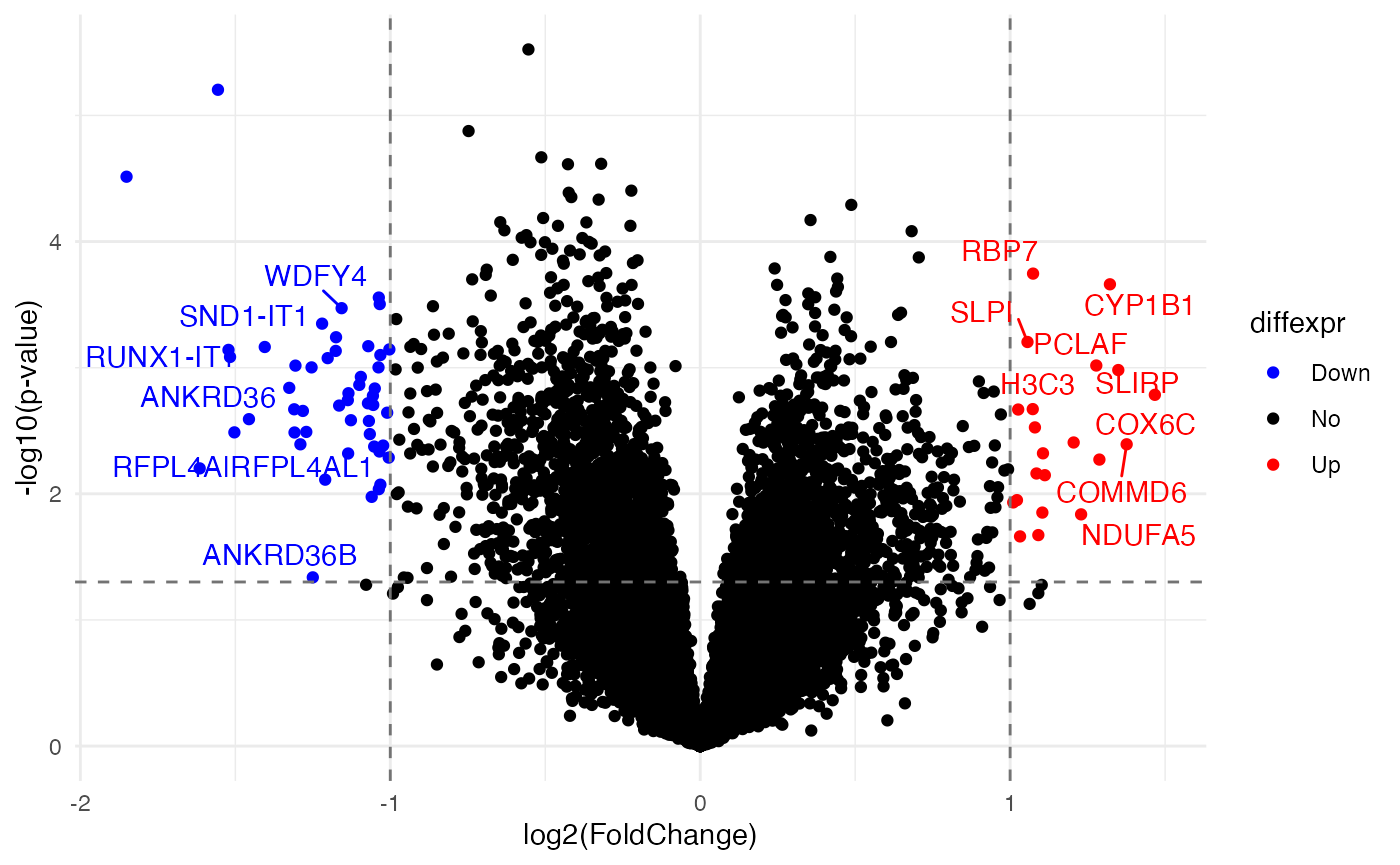 -log10(p-value)
4
2
0
WDFY4
SND1-IT1
RUNX1-IT1
ANKRD36
RFPL4AIRFPL4AL1
ANKRD36B
RBP7
CYP1B1
SLPI
PCLAF
H3C3
SLIRP
COX6C
COMMD6
NDUFA5
-2
-1
0
1
log2(FoldChange)
diffexpr
Down
No
Up